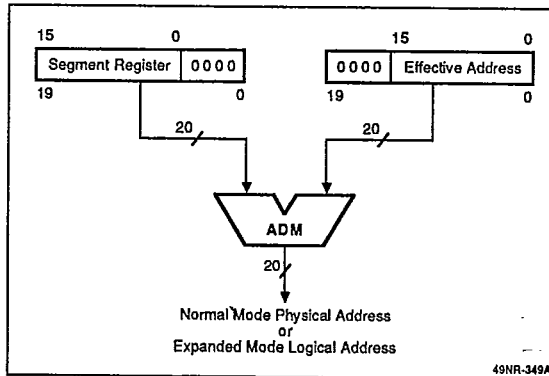 15 0
Segment Register 0000
19 0
15 0
0000 Effective Address
19 0
20
20
ADM
20
Normal Mode Physical Address
or
Expanded Mode Logical Address
49NR-349A